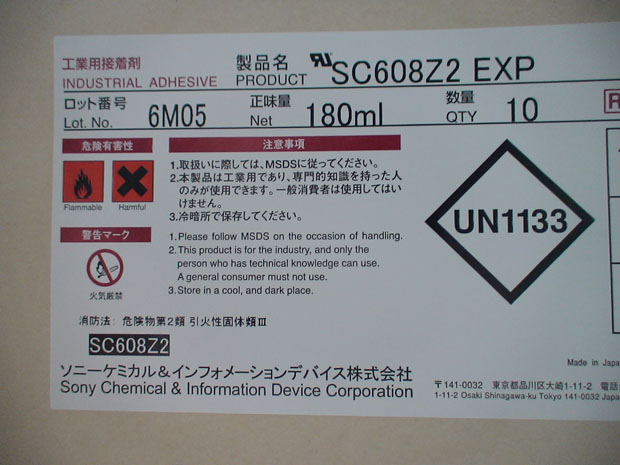 工業用接着剤
INDUSTRIAL ADHESIVE
製品名
PRODUCT
SC608Z2 EXP
ロット番号
Lot. No.
6M05
正味量
Net
180ml
数量
QTY
10
R
危険有害性
Flammable
Harmful
警告マーク
火気厳禁
注意事項
1.取扱いに際しては、MSDSに従ってください。
2.本製品は工業用であり、専門的知識を持った人
のみが使用できます。一般消費者は使用してはい
けません。
3.冷暗所で保存してください。
1.Please follow MSDS on the occasion of handling.
2.This product is for the industry, and only the
person who has technical knowledge can use.
A general consumer must not use.
3.Store in a cool, and dark place.
UN1133
消防法: 危険物第2類 引火性固体類Ⅲ
SC608Z2
ソニーケミカル&インフォメーションデバイス株式会社
Sony Chemical & Information Device Corporation
Made in Japa
〒141-0032 東京都品川区大崎1-11-2 電話
1-11-2 Osaki Shinagawa-ku Tokyo 141-0032 Japa